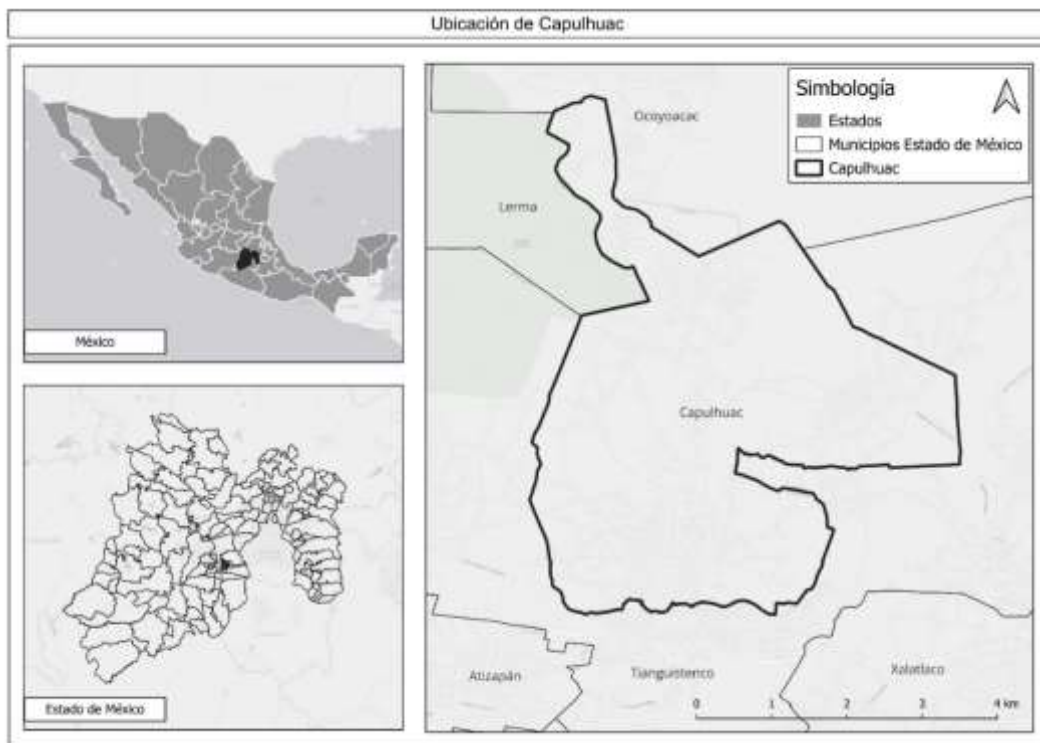 Ubicación de Capulhuac
México
Estado de México
Simbología
Estados
Municipios Estado de México
Capulhuac
Ocoyoacac
Lerma
Capulhuac
Atizapán
Tianguistenco
Xalatlaco
0 1 2 3 4 km